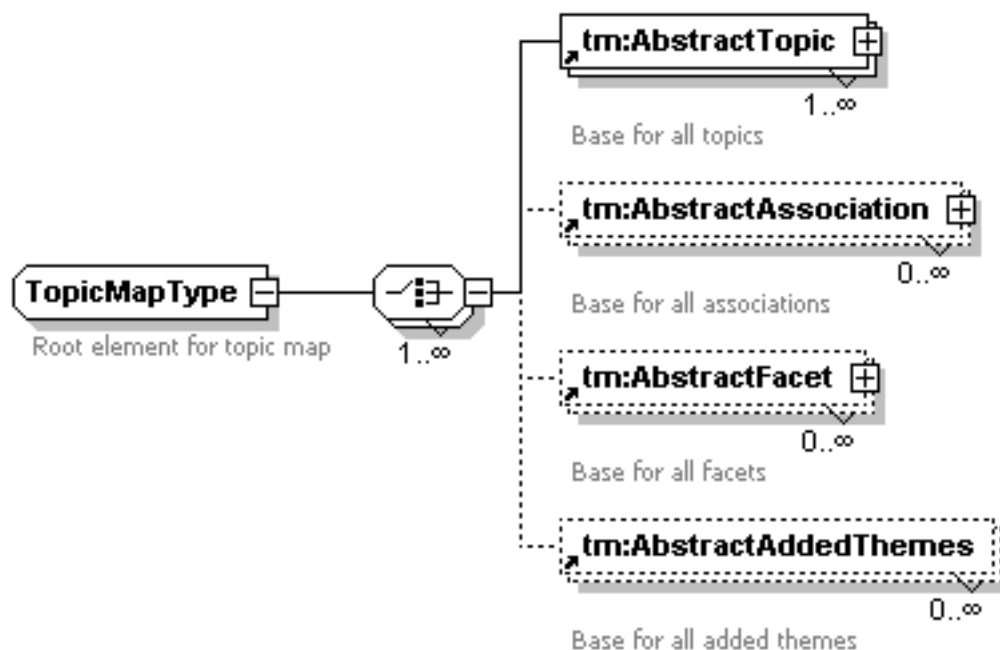 tm:AbstractTopic
1..∞
Base for all topics
tm:AbstractAssociation
0..∞
Base for all associations
TopicMapType
Root element for topic map
1..∞
tm:AbstractFacet
0..∞
Base for all facets
tm:AbstractAddedThemes
0..∞
Base for all added themes